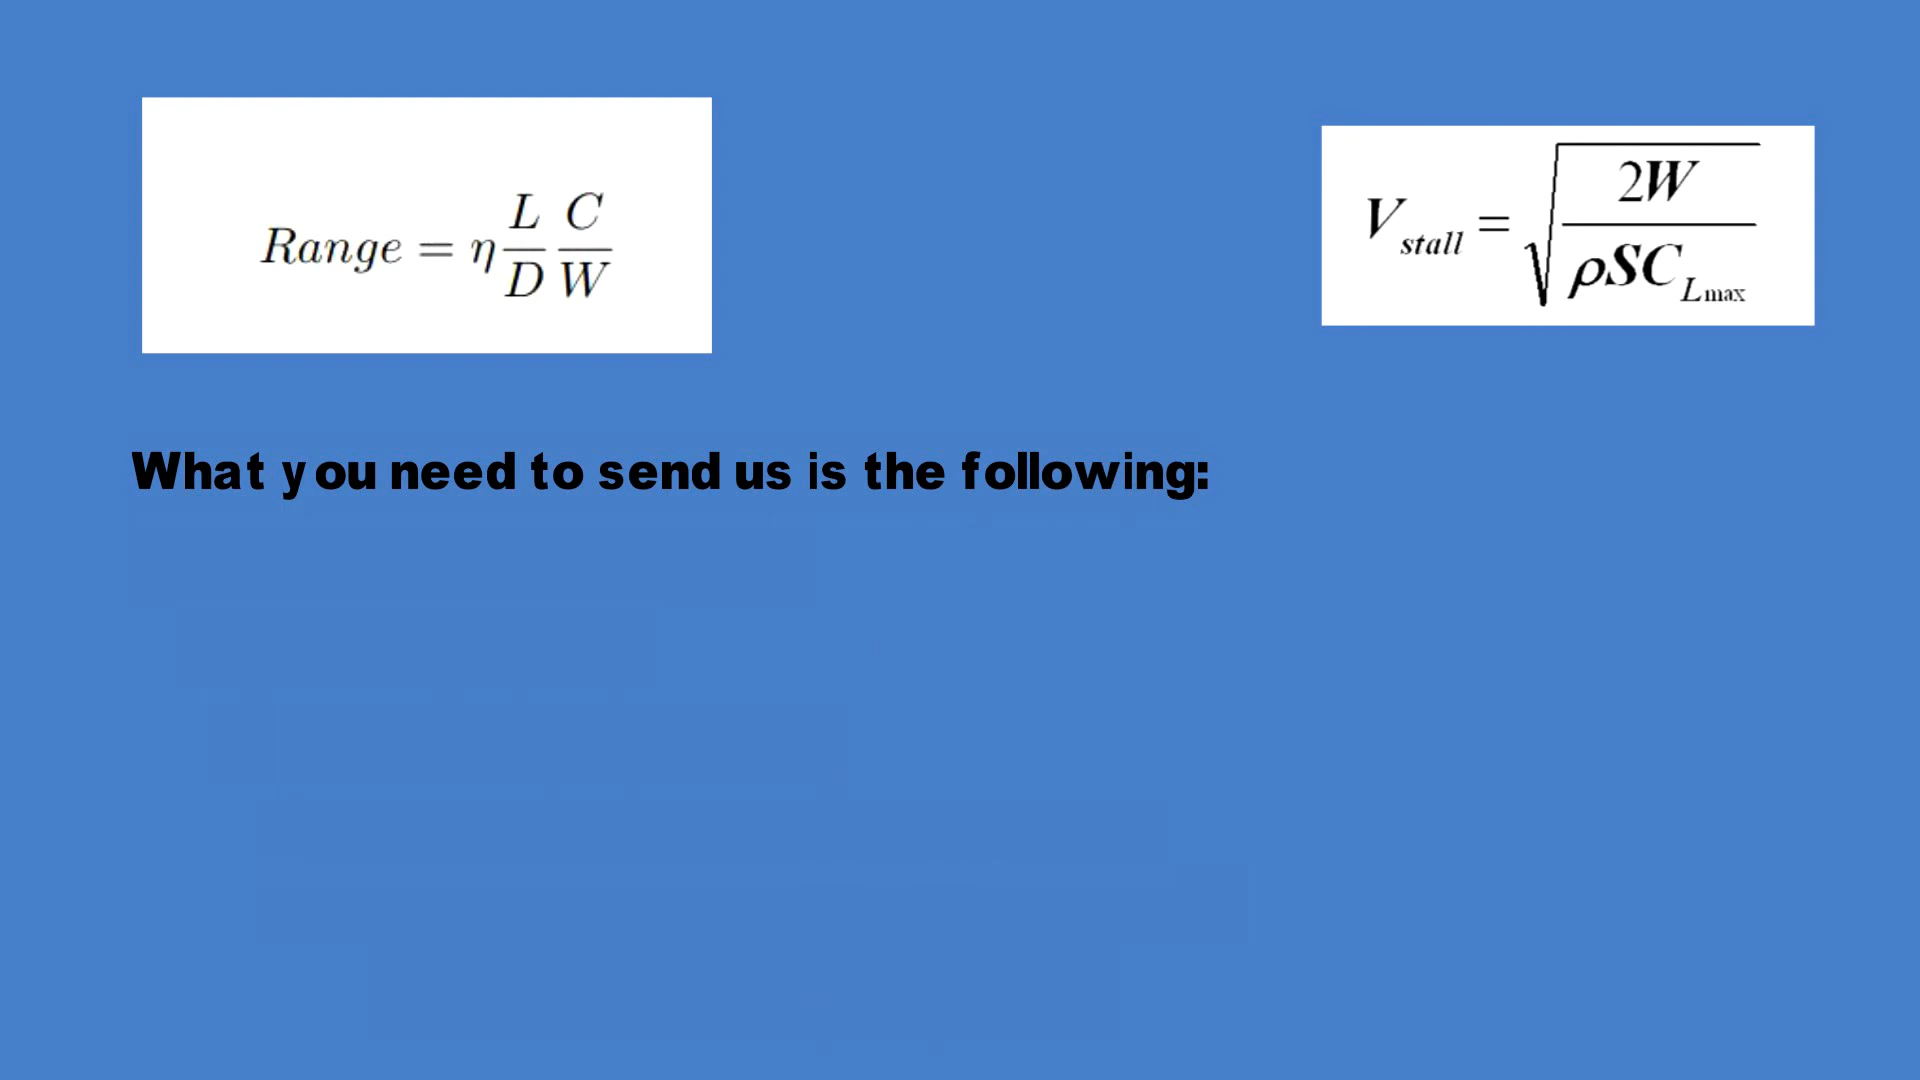 Range = η L/D C/W
V_stall = √(2W / ρSC_Lmax)
What you need to send us is the following: